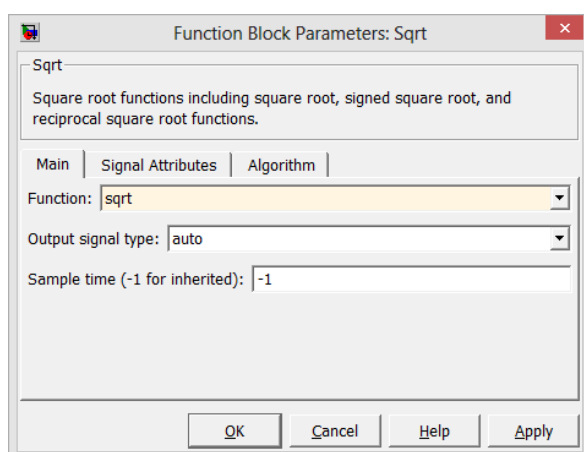 Function Block Parameters: Sqrt
Sqrt
Square root functions including square root, signed square root, and
reciprocal square root functions.
Main Signal Attributes Algorithm
Function: sqrt
Output signal type: auto
Sample time (-1 for inherited): -1
OK Cancel Help Apply